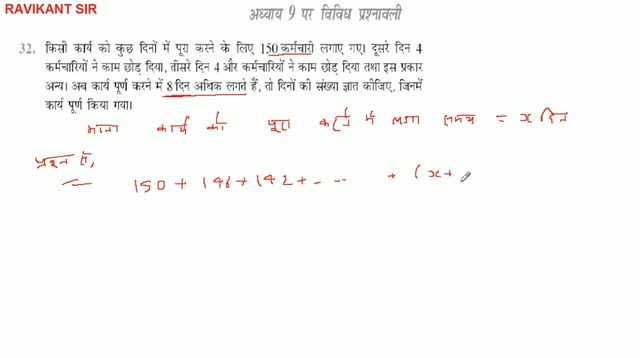 RAVIKANT SIR
अध्याय 9 पर विविध प्रश्नावली
32. किसी कार्य को कुछ दिनों में पूरा करने के लिए 150 कर्मचारी लगाए गए। दूसरे दिन 4
कर्मचारियों ने काम छोड़ दिया, तीसरे दिन 4 और कर्मचारियों ने काम छोड़ दिया तथा इस प्रकार
अन्य। अब कार्य पूर्ण करने में 8 दिन अधिक लगते हैं, तो दिनों की संख्या ज्ञात कीजिए, जिनमें
कार्य पूर्ण किया गया।
माना कार्य को पूरा करने में लगा समय = x दिन
प्रश्न से,
150 + 146 + 142 + - - - + ( x +